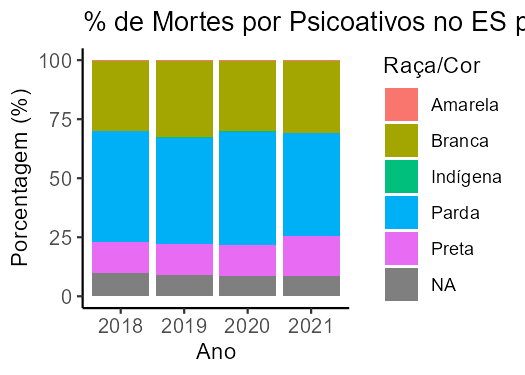 % de Mortes por Psicoativos no ES p
Porcentagem (%)
100
75
50
25
0
2018 2019 2020 2021
Ano
Raça/Cor
Amarela
Branca
Indígena
Parda
Preta
NA